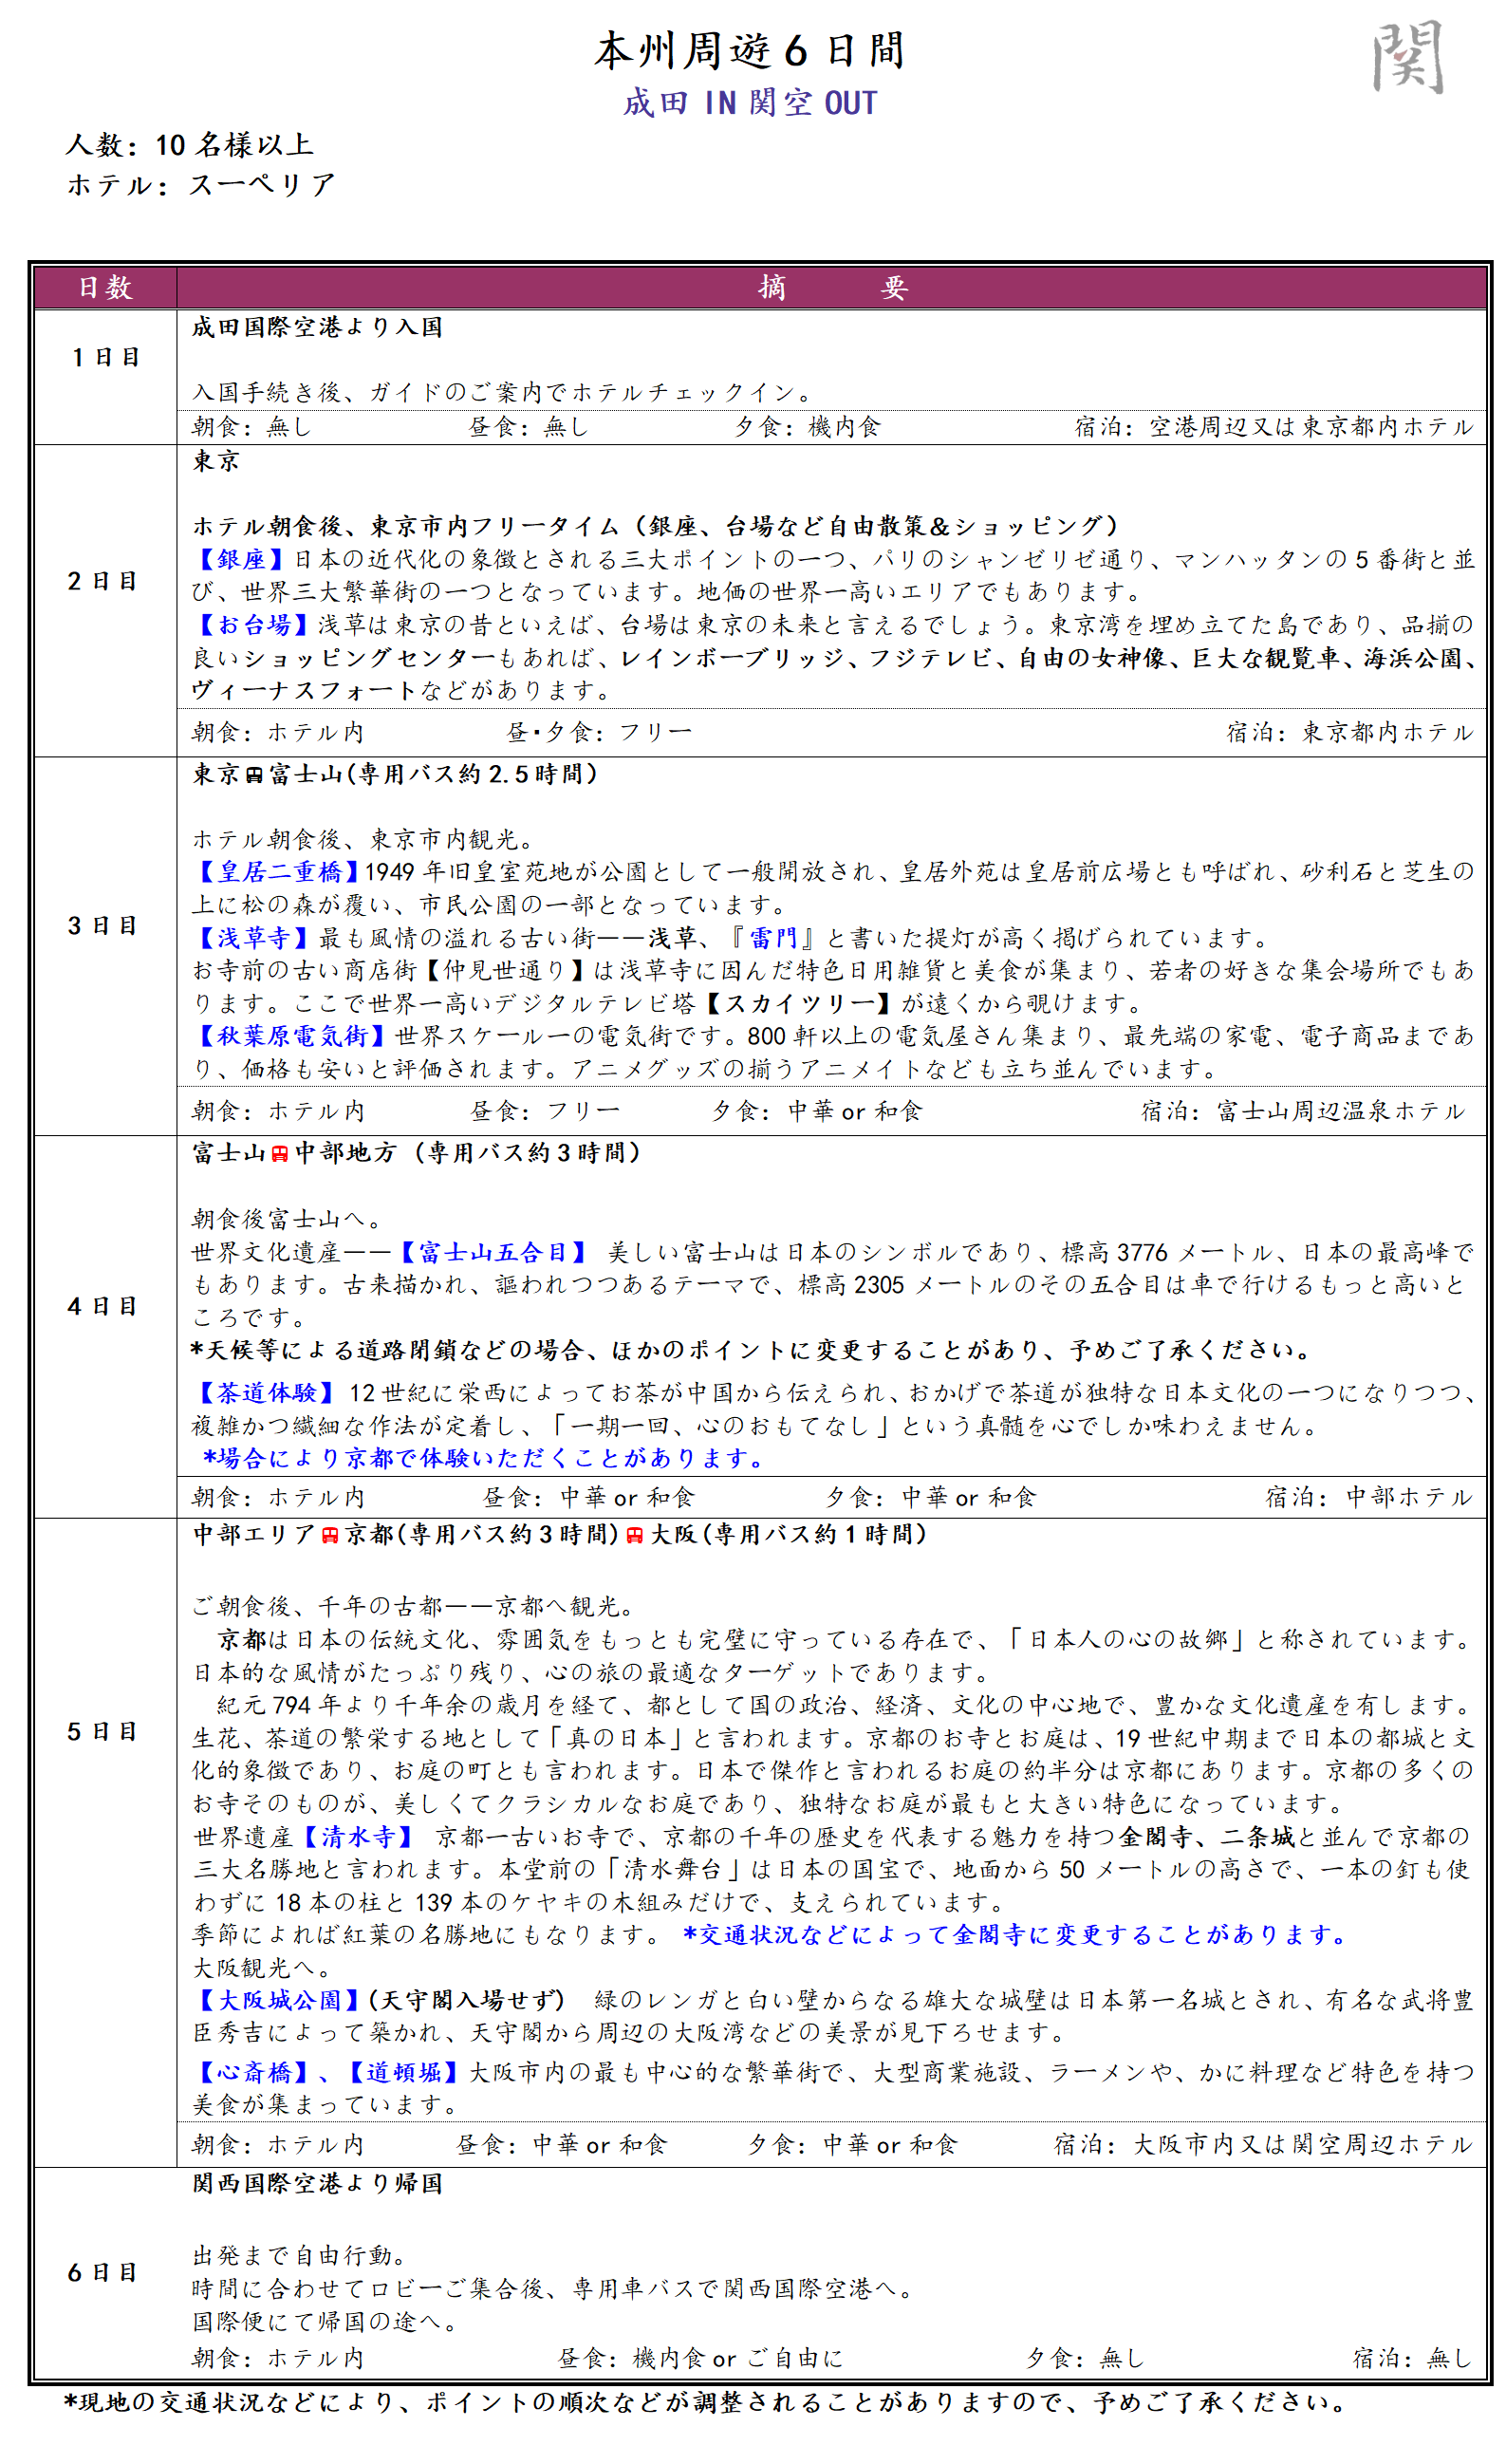 本州周遊6日間
関
成田 IN 関空 OUT
人数：10 名様以上
ホテル：スーペリア
日数 摘 要
1日目
成田国際空港より入国
入国手続き後、ガイドのご案内でホテルチェックイン。
朝食：無し 昼食：無し 夕食：機内食 宿泊：空港周辺又は東京都内ホテル
2日目
東京
ホテル朝食後、東京市内フリータイム（銀座、台場など自由散策＆ショッピング）
【銀座】日本の近代化の象徴とされる三大ポイントの一つ、パリのシャンゼリゼ通り、マンハッタンの5番街と並
び、世界三大繁華街の一つとなっています。地価の世界一高いエリアでもあります。
【お台場】浅草は東京の昔といえば、台場は東京の未来と言えるでしょう。東京湾を埋め立てた島であり、品揃の
良いショッピングセンターもあれば、レインボーブリッジ、フジテレビ、自由の女神像、巨大な観覧車、海浜公園、
ヴィーナスフォートなどがあります。
朝食：ホテル内 昼・夕食：フリー 宿泊：東京都内ホテル
3日目
東京富士山(専用バス約2.5時間)
ホテル朝食後、東京市内観光。
【皇居二重橋】1949年旧皇室苑地が公園として一般開放され、皇居外苑は皇居前広場とも呼ばれ、砂利石と芝生の
上に松の森が覆い、市民公園の一部となっています。
【浅草寺】最も風情の溢れる古い街――浅草、『雷門』と書いた提灯が高く掲げられています。
お寺前の古い商店街【仲見世通り】は浅草寺に因んだ特色日用雑貨と美食が集まり、若者の好きな集会場所でもあ
ります。ここで世界一高いデジタルテレビ塔【スカイツリー】が遠くから覗けます。
【秋葉原電気街】世界スケール一の電気街です。800軒以上の電気屋さん集まり、最先端の家電、電子商品まであ
り、価格も安いと評価されます。アニメグッズの揃うアニメイトなども立ち並んでいます。
朝食：ホテル内 昼食：フリー 夕食：中華or和食 宿泊：富士山周辺温泉ホテル
4日目
富士山中部地方 (専用バス約3時間)
朝食後富士山へ。
世界文化遺産――【富士山五合目】 美しい富士山は日本のシンボルであり、標高3776 メートル、日本の最高峰で
もあります。古来描かれ、謳われつつあるテーマで、標高2305 メートルのその五合目は車で行けるもっと高いと
ころです。
*天候等による道路閉鎖などの場合、ほかのポイントに変更することがあり、予めご了承ください。
【茶道体験】 12世紀に栄西によってお茶が中国から伝えられ、おかげで茶道が独特な日本文化の一つになりつつ、
複雑かつ繊細な作法が定着し、「一期一回、心のおもてなし」という真髄を心でしか味わえません。
*場合により京都で体験いただくことがあります。
朝食：ホテル内 昼食：中華or和食 夕食：中華or 和食 宿泊：中部ホテル
5日目
中部エリア京都(専用バス約3時間)大阪(専用バス約1時間)
ご朝食後、千年の古都――京都へ観光。
京都は日本の伝統文化、雰囲気をもっとも完璧に守っている存在で、「日本人の心の故郷」と称されています。
日本的な風情がたっぷり残り、心の旅の最適なターゲットであります。
紀元794年より千年余の歳月を経て、都として国の政治、経済、文化の中心地で、豊かな文化遺産を有します。
生花、茶道の繁栄する地として「真の日本」と言われます。京都のお寺とお庭は、19世紀中期まで日本の都城と文
化的象徴であり、お庭の町とも言われます。日本で傑作と言われるお庭の約半分は京都にあります。京都の多くの
お寺そのものが、美しくてクラシカルなお庭であり、独特なお庭が最もと大きい特色になっています。
世界遺産【清水寺】 京都一古いお寺で、京都の千年の歴史を代表する魅力を持つ金閣寺、二条城と並んで京都の
三大名勝地と言われます。本堂前の「清水舞台」は日本の国宝で、地面から50 メートルの高さで、一本の釘も使
わずに18本の柱と139本のケヤキの木組みだけで、支えられています。
季節によれば紅葉の名勝地にもなります。 *交通状況などによって金閣寺に変更することがあります。
大阪観光へ。
【大阪城公園】(天守閣入場せず) 緑のレンガと白い壁からなる雄大な城壁は日本第一名城とされ、有名な武将豊
臣秀吉によって築かれ、天守閣から周辺の大阪湾などの美景が見下ろせます。
【心斎橋】、【道頓堀】大阪市内の最も中心的な繁華街で、大型商業施設、ラーメンや、かに料理など特色を持つ
美食が集まっています。
朝食：ホテル内 昼食：中華or和食 夕食：中華or和食 宿泊：大阪市内又は関空周辺ホテル
6日目
関西国際空港より帰国
出発まで自由行動。
時間に合わせてロビーご集合後、専用車バスで関西国際空港へ。
国際便にて帰国の途へ。
朝食：ホテル内 昼食：機内食orご自由に 夕食：無し 宿泊：無し
*現地の交通状況などにより、ポイントの順次などが調整されることがありますので、予めご了承ください。